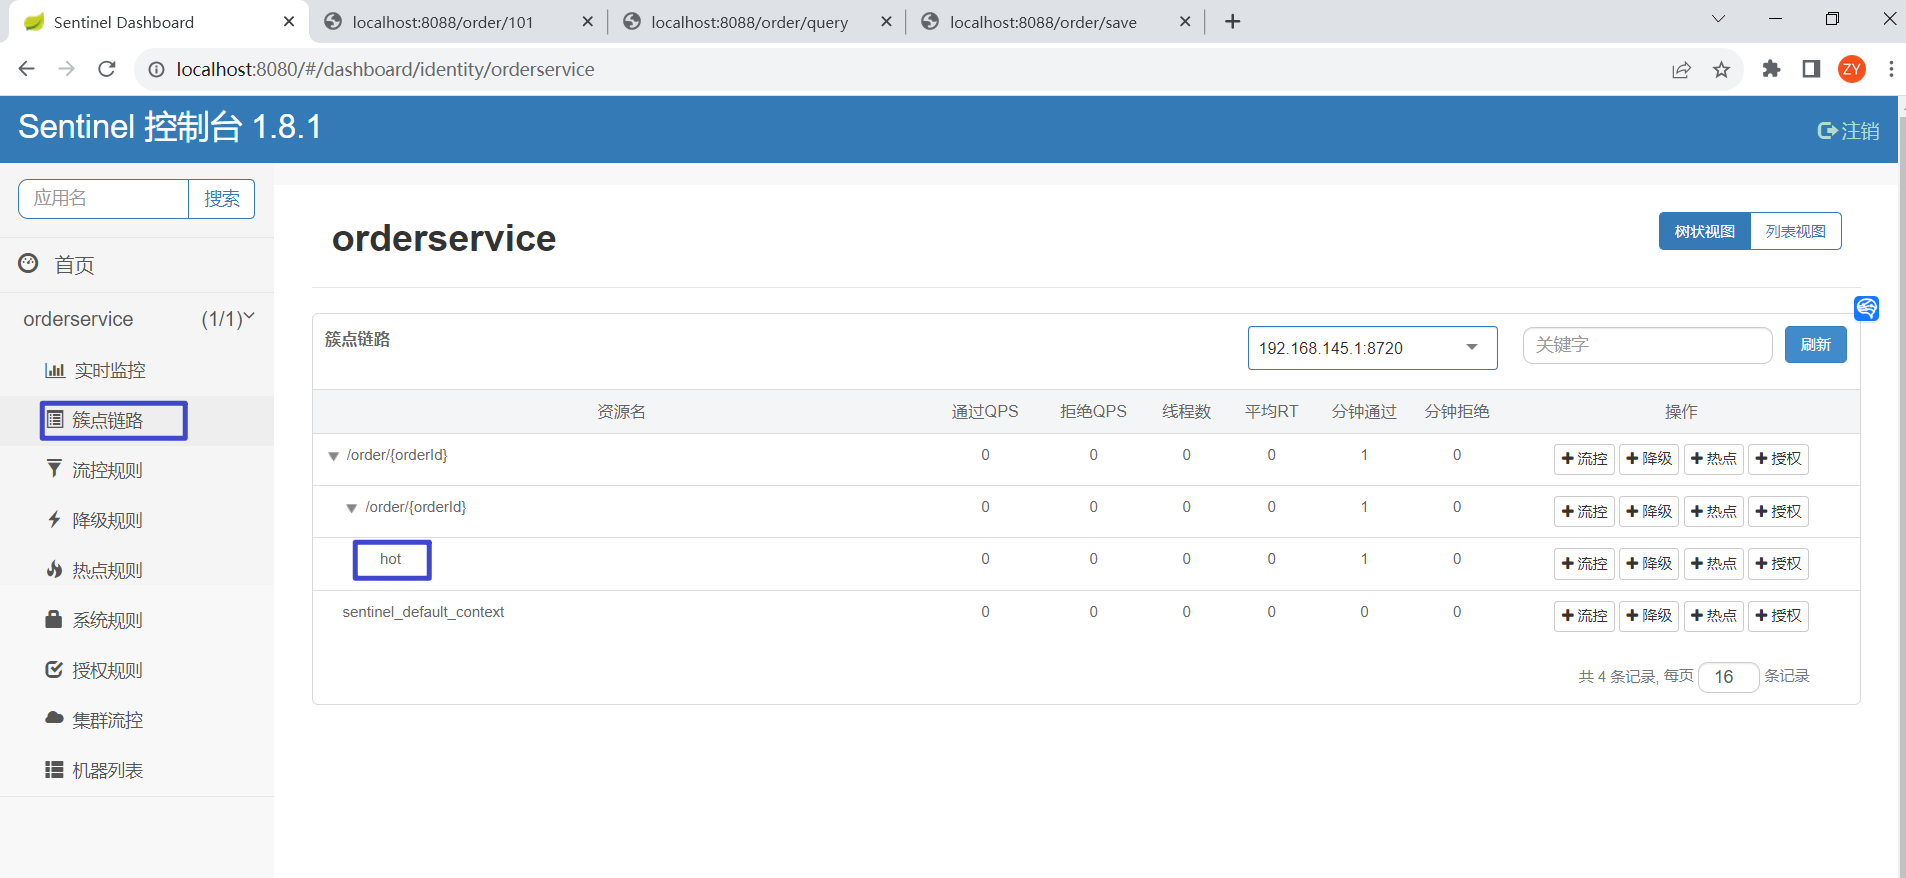 Sentinel Dashboard
localhost:8088/order/101
localhost:8088/order/query
localhost:8088/order/save
localhost:8080/#/dashboard/identity/orderservice
ZY
Sentinel 控制台 1.8.1
注销
应用名 搜索
首页
orderservice (1/1)
实时监控
簇点链路
流控规则
降级规则
热点规则
系统规则
授权规则
集群流控
机器列表
orderservice
树状视图 列表视图
簇点链路 192.168.145.1:8720 关键字 刷新
资源名 通过QPS 拒绝QPS 线程数 平均RT 分钟通过 分钟拒绝 操作
/order/{orderId} 0 0 0 0 1 0 流控 降级 热点 授权
/order/{orderId} 0 0 0 0 1 0 流控 降级 热点 授权
hot 0 0 0 0 1 0 流控 降级 热点 授权
sentinel_default_context 0 0 0 0 0 0 流控 降级 热点 授权
共 4 条记录, 每页 16 条记录